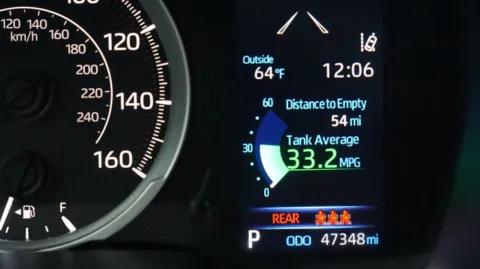 120 140 160 180
km/h
200
220
240
120
140
160
F
Outside
64°F
12:06
60
30
0
Distance to Empty
54 mi
Tank Average
33.2 MPG
REAR
P
ODO 47348 mi